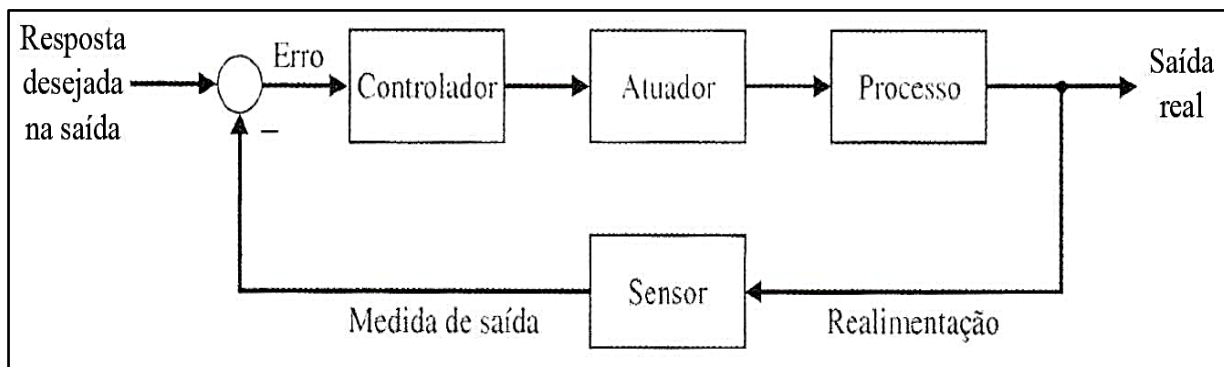 Resposta
desejada
na saída
Erro
Controlador
Atuador
Processo
Saída
real
–
Sensor
Medida de saída
Realimentação